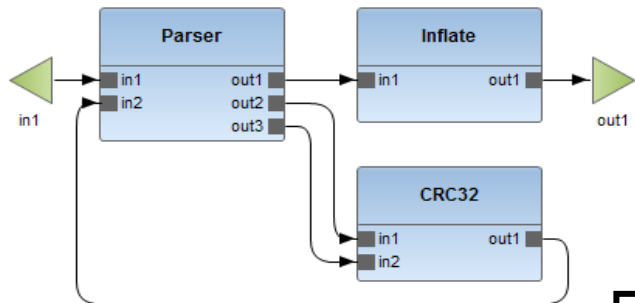 Parser
Inflate
in1
out1
in1
out1
in2
out2
out3
in1
out1
CRC32
in1
out1
in2